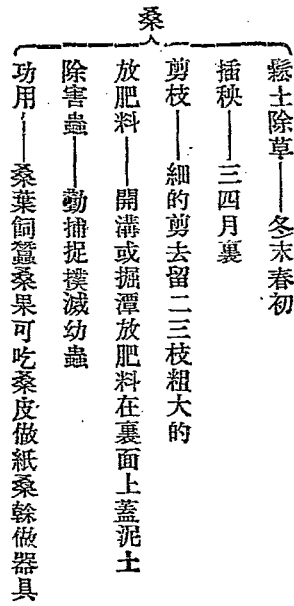 桑
鬆土除草——冬末春初
插秧——三四月裏
剪枝——細的剪去留二三枝粗大的
放肥料——開溝或掘潭放肥料在裏面上蓋泥土
除害蟲——勤捕捉撲滅幼蟲
功用——桑葉飼蠶桑果可吃桑皮做紙桑榦做器具